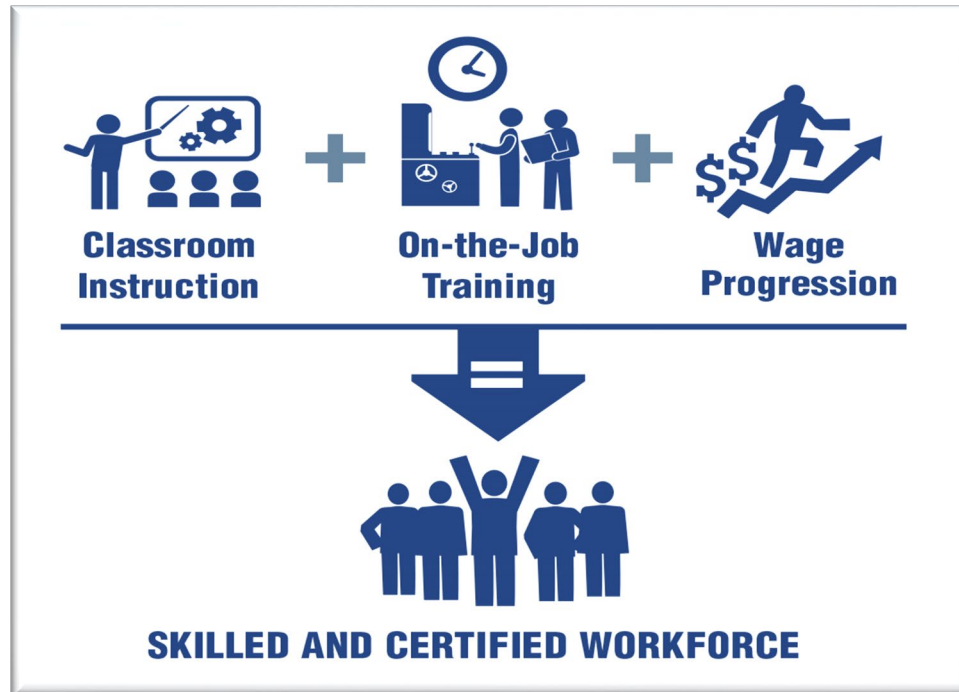 Classroom
Instruction
On-the-Job
Training
Wage
Progression
$$
SKILLED AND CERTIFIED WORKFORCE